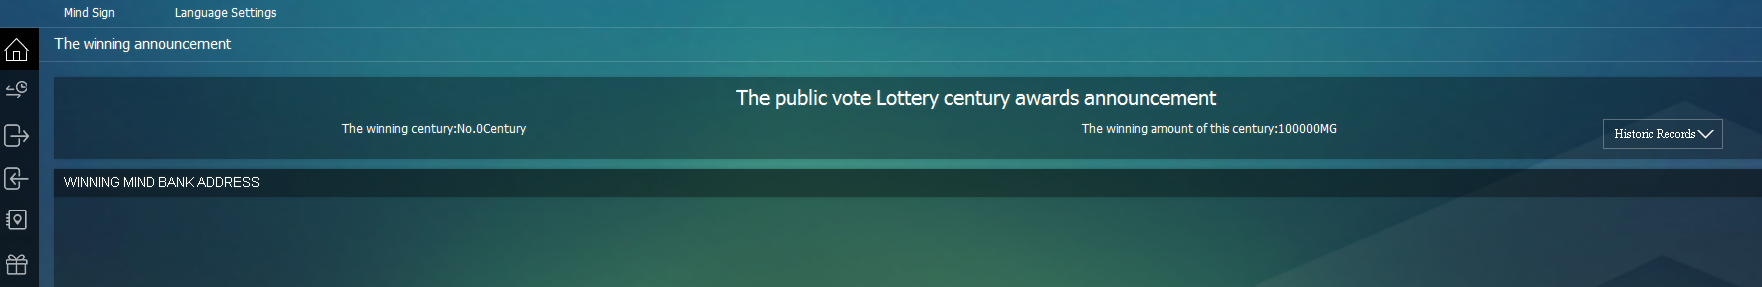 Mind Sign Language Settings
The winning announcement
The public vote Lottery century awards announcement
The winning century:No.0Century The winning amount of this century:100000MG
Historic Records
WINNING MIND BANK ADDRESS